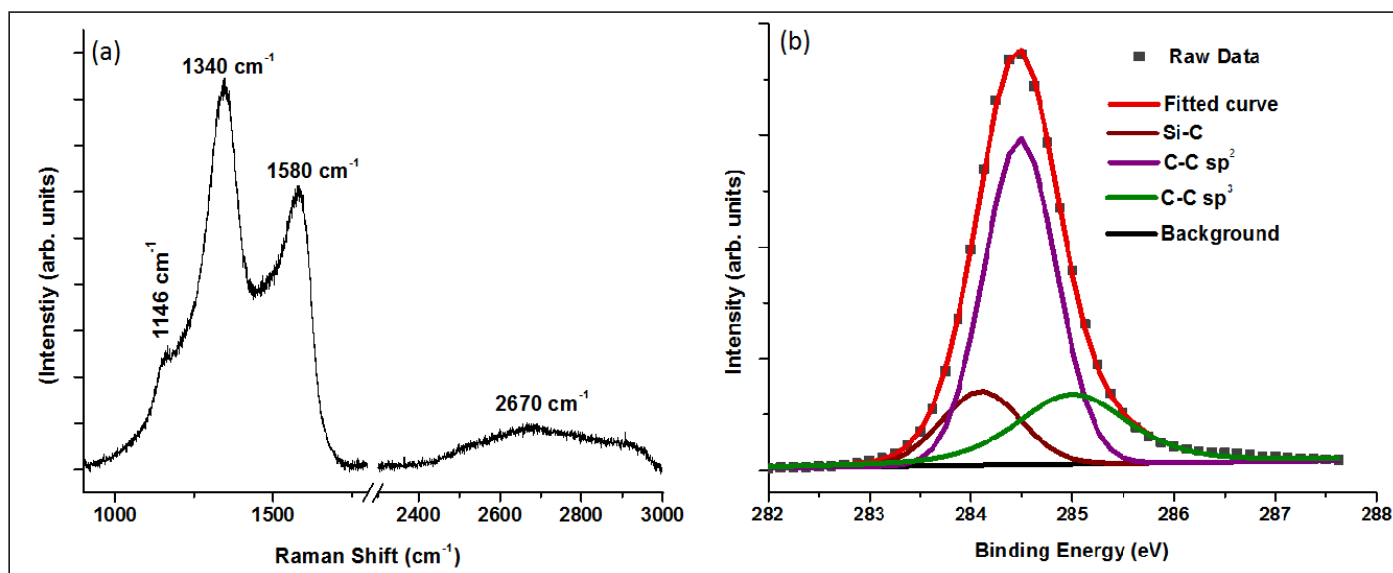 (a)
1340 cm⁻¹
1580 cm⁻¹
1146 cm⁻¹
2670 cm⁻¹
(Intenstiy (arb. units)
1000 1500 2400 2600 2800 3000
Raman Shift (cm⁻¹)
(b)
Raw Data
Fitted curve
Si-C
C-C sp²
C-C sp³
Background
Intensity (arb. units)
282 283 284 285 286 287 288
Binding Energy (eV)